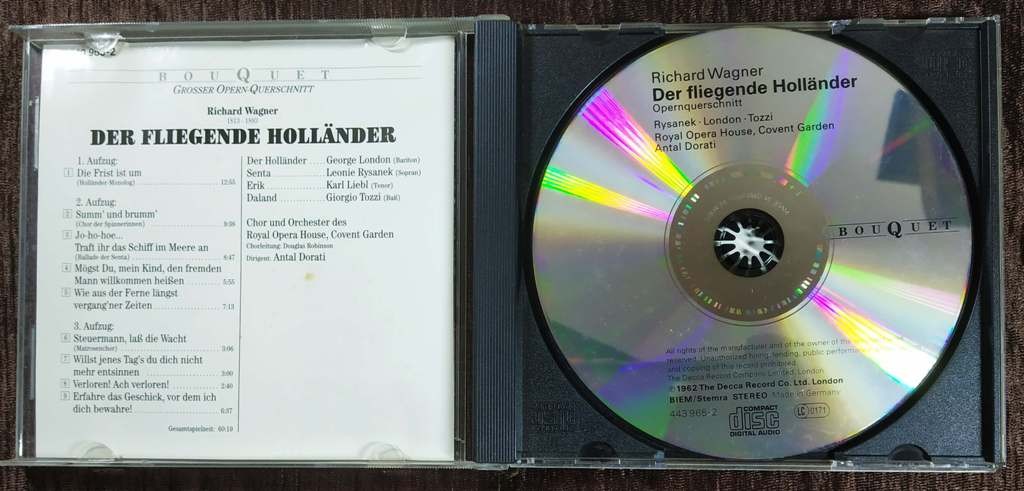 BOUQUET
GROSSER OPERN-QUERSCHNITT
Richard Wagner
1813 - 1883
DER FLIEGENDE HOLLÄNDER
1. Aufzug:
1 Die Frist ist um
(Holländer-Monolog) 12:55
2. Aufzug:
2 Summ' und brumm'
(Chor der Spinnerinnen) 9:38
3 Jo-ho-hoe...
Traft ihr das Schiff im Meere an
(Ballade der Senta) 8:47
4 Mögst Du, mein Kind, den fremden
Mann willkommen heißen 5:55
5 Wie aus der Ferne längst
vergang'ner Zeiten 7:13
3. Aufzug:
6 Steuermann, laß die Wacht
(Matrosenchor) 3:06
7 Willst jenes Tag's du dich nicht
mehr entsinnen 3:00
8 Verloren! Ach verloren! 2:40
9 Erfahre das Geschick, vor dem ich
dich bewahre! 6:37
Gesamtspielzeit: 60:19
Der Holländer .... George London (Bariton)
Senta Leonie Rysanek (Sopran)
Erik Karl Liebl (Tenor)
Daland Giorgio Tozzi (Baß)
Chor und Orchester des
Royal Opera House, Covent Garden
Chorleitung: Douglas Robinson
Dirigent: Antal Dorati
Richard Wagner
Der fliegende Holländer
Opernquerschnitt
Rysanek · London · Tozzi
Royal Opera House, Covent Garden
Antal Dorati
BOUQUET
All rights of the manufacturer and of the owner of the
reserved. Unauthorized hiring, lending, public performance
and copying of this record prohibited.
The Decca Record Company Limited, London
℗ 1962 The Decca Record Co. Ltd. London
BIEM/Stemra STEREO Made in Germany
443 985-2
COMPACT
disc
DIGITAL AUDIO
LC 0171